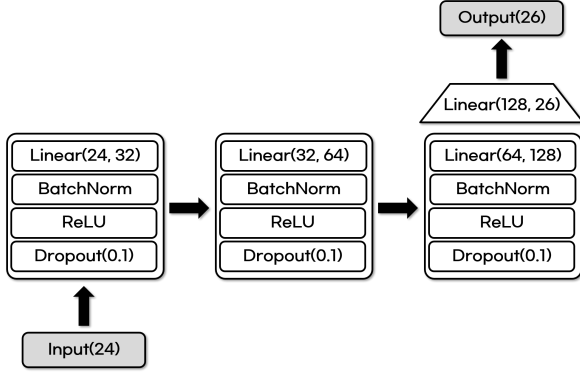 Output(26)
Linear(128, 26)
Linear(24, 32)
BatchNorm
ReLU
Dropout(0.1)
Linear(32, 64)
BatchNorm
ReLU
Dropout(0.1)
Linear(64, 128)
BatchNorm
ReLU
Dropout(0.1)
Input(24)